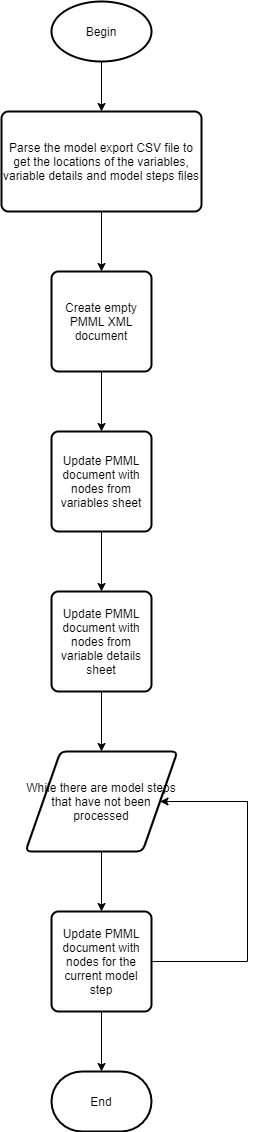 Begin
Parse the model export CSV file to
get the locations of the variables,
variable details and model steps files
Create empty
PMML XML
document
Update PMML
document with
nodes from
variables sheet
Update PMML
document with
nodes from
variable details
sheet
While there are model steps
that have not been
processed
Update PMML
document with
nodes for the
current model
step
End